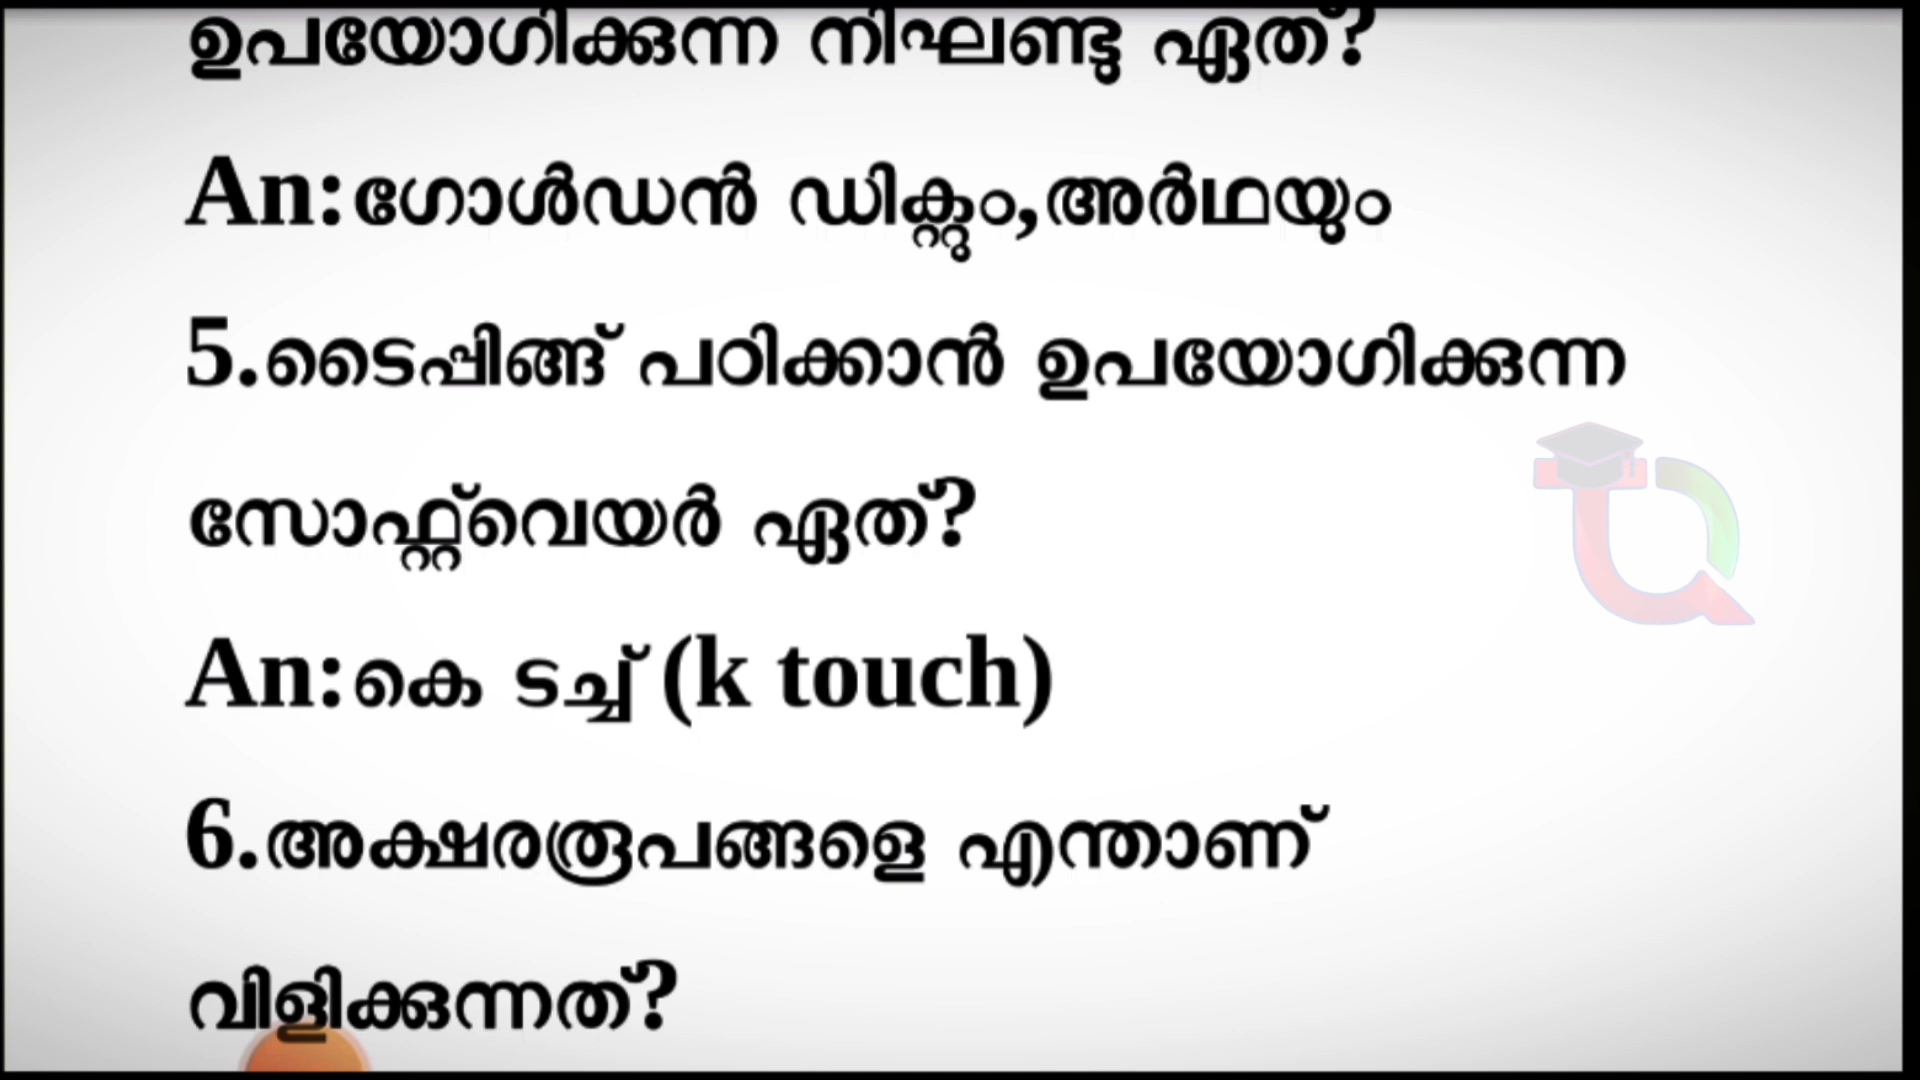 ഉപയോഗിക്കുന്ന നിഘണ്ടു ഏത്?
An:ഗോൾഡൻ ഡിക്റ്റും,അർഥയും
5.ടൈപ്പിങ്ങ് പഠിക്കാൻ ഉപയോഗിക്കുന്ന
സോഫ്റ്റ്‌വെയർ ഏത്?
An:കെ ടച്ച് (k touch)
6.അക്ഷരരൂപങ്ങളെ എന്താണ്
വിളിക്കുന്നത്?